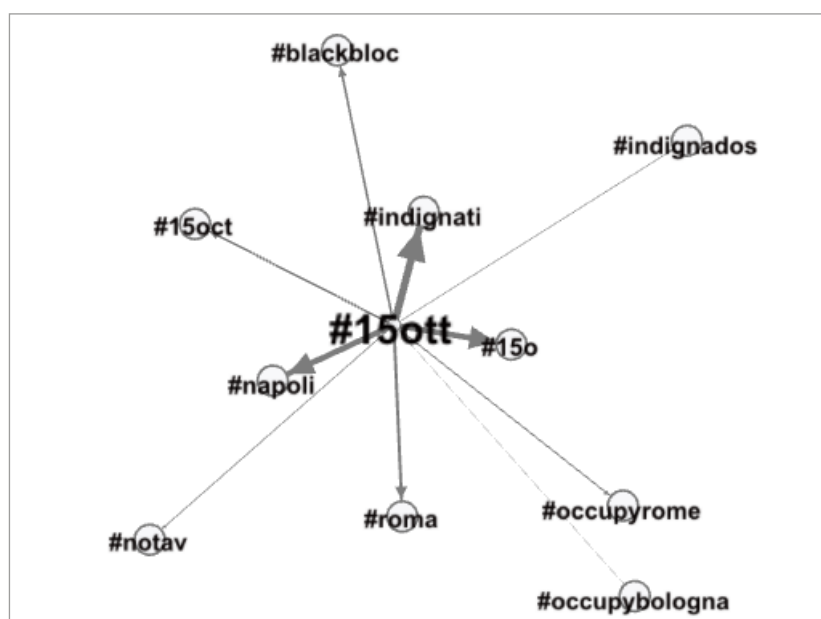 #blackbloc
#indignados
#indignati
#15oct
#15ott
#15o
#napoli
#occupyrome
#roma
#notav
#occupybologna